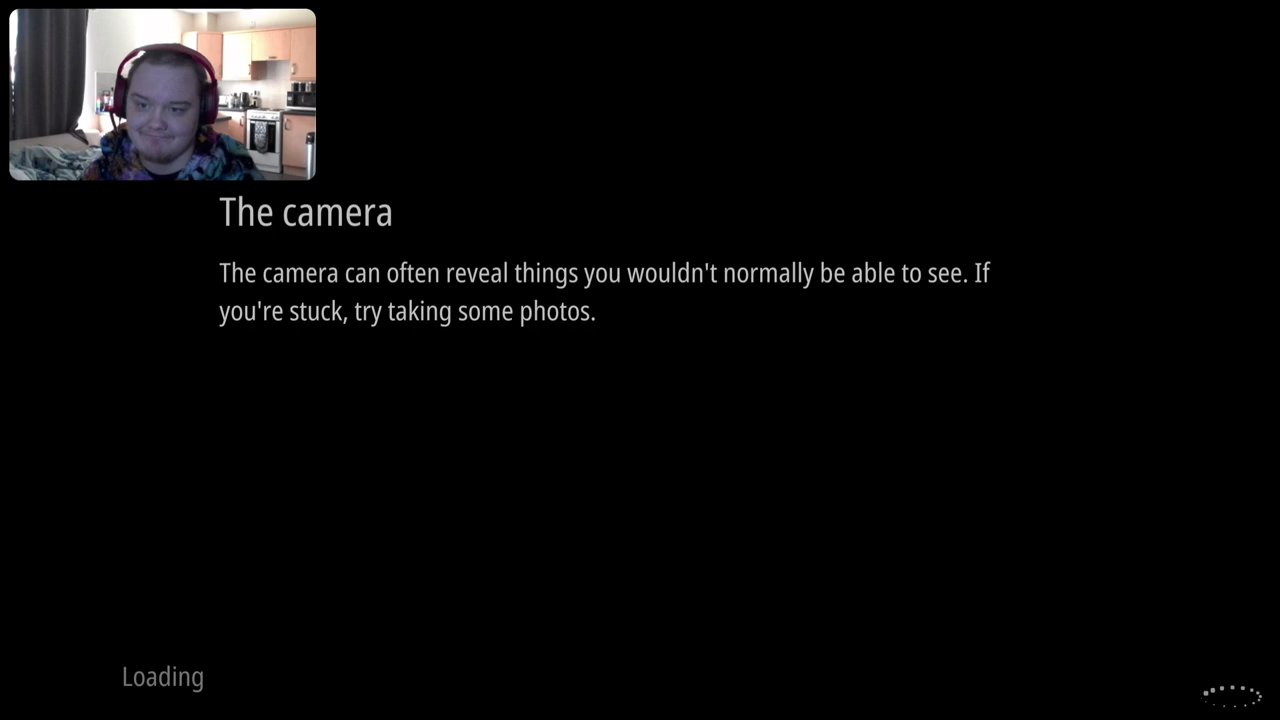 The camera
The camera can often reveal things you wouldn't normally be able to see. If
you're stuck, try taking some photos.
Loading